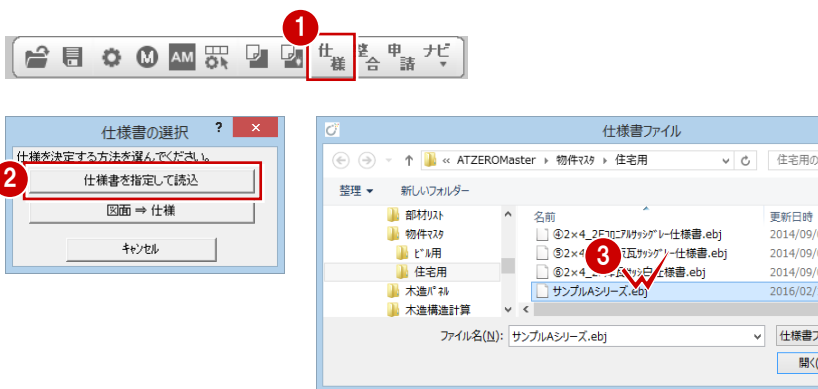 1
M AM 仕様 整合 申請 ナビ
仕様書の選択 ? ×
仕様を決定する方法を選んでください。
2
仕様書を指定して読込
図面 ⇒ 仕様
ｷｬﾝｾﾙ
仕様書ファイル
« ATZEROMaster 物件ﾏｽﾀ 住宅用
住宅用の
整理 新しいフォルダー
部材ﾘｽﾄ
物件ﾏｽﾀ
ﾋﾞﾙ用
住宅用
木造ﾊﾟﾈﾙ
木造構造計算
名前 更新日時
④2×4_2Fｺﾛﾆｱﾙｻｯｼｸﾞﾚｰ仕様書.ebj 2014/09/
⑤2×4 瓦ｻｯｼｸﾞﾚｰ仕様書.ebj 2014/09/
3
⑥2×4_ 仕様書.ebj 2014/09/
サンプルAシリーズ.ebj 2016/02/
ファイル名(N): サンプルAシリーズ.ebj
仕様書フ
開く(